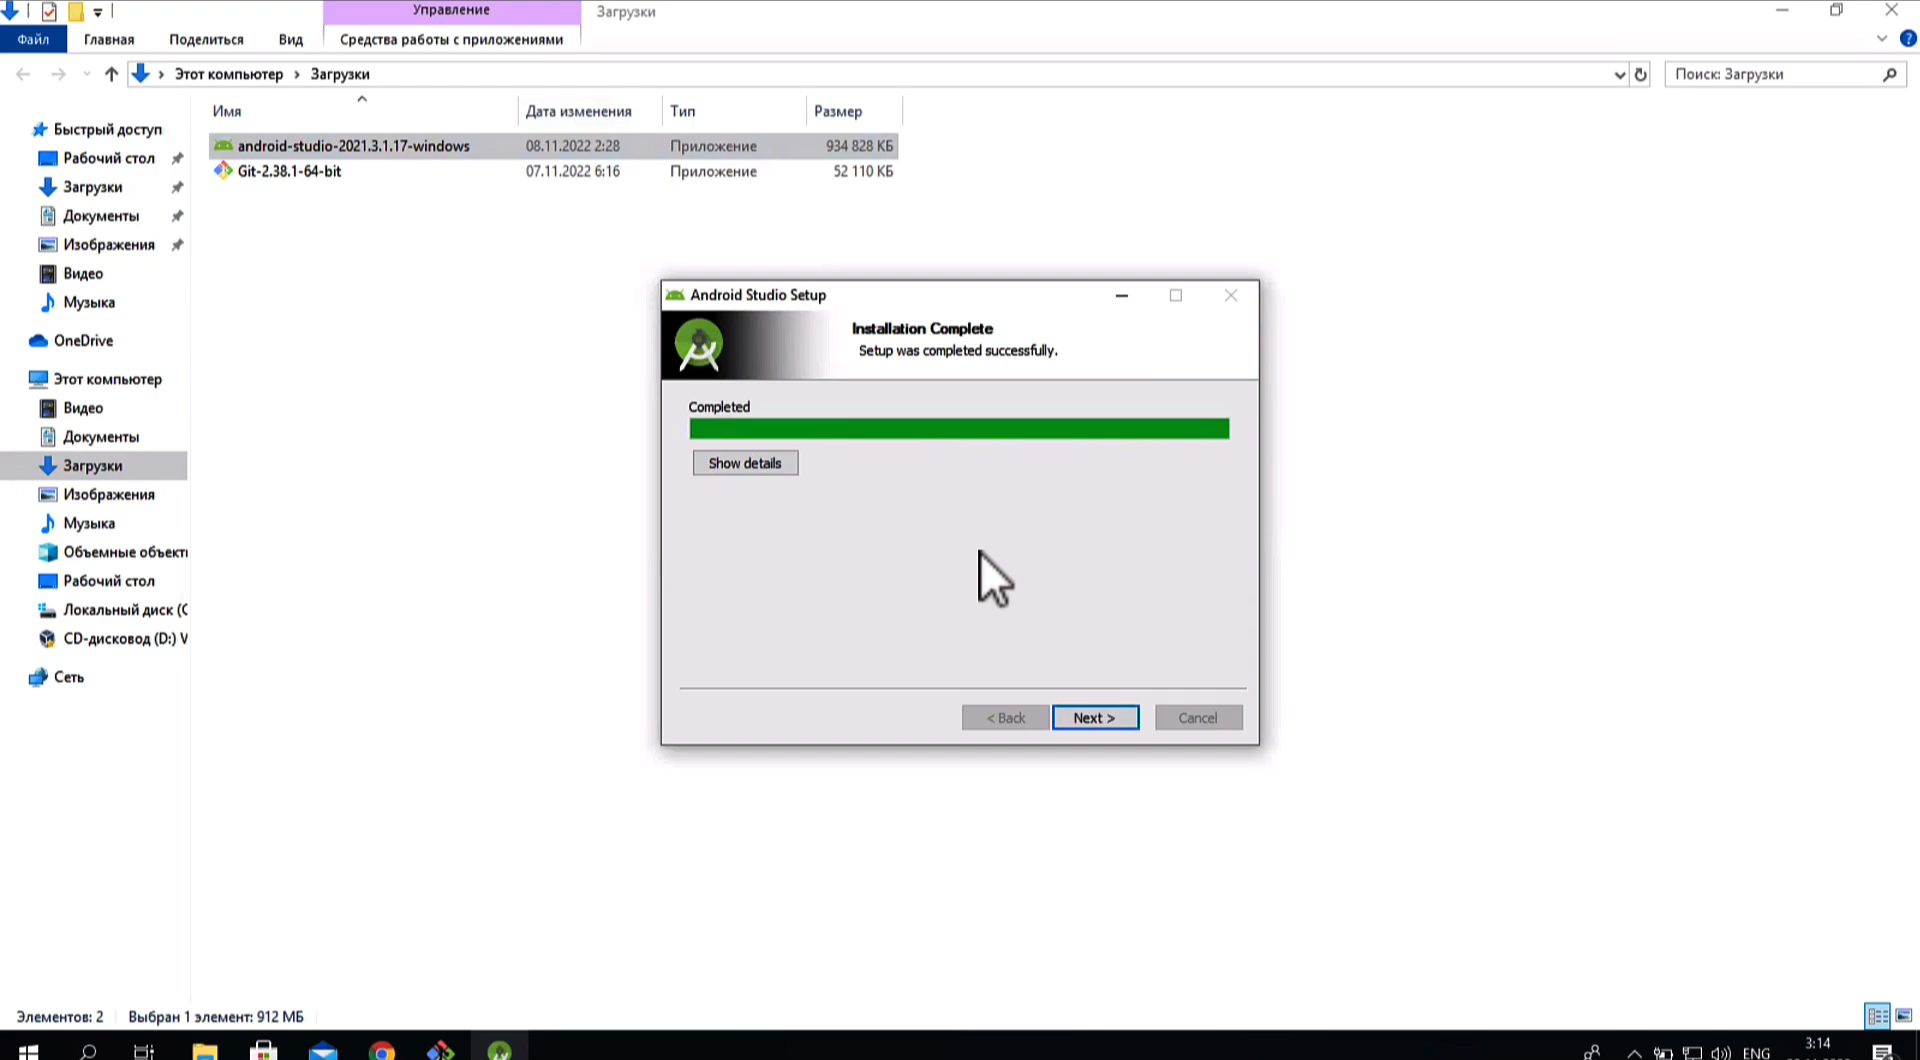 Управление
Загрузки
Файл
Главная
Поделиться
Вид
Средства работы с приложениями
?
Этот компьютер › Загрузки
Поиск: Загрузки
Имя
Дата изменения
Тип
Размер
android-studio-2021.3.1.17-windows 08.11.2022 2:28 Приложение 934 828 КБ
Git-2.38.1-64-bit 07.11.2022 6:16 Приложение 52 110 КБ
Быстрый доступ
Рабочий стол
Загрузки
Документы
Изображения
Видео
Музыка
OneDrive
Этот компьютер
Видео
Документы
Загрузки
Изображения
Музыка
Объемные объекты
Рабочий стол
Локальный диск (C
CD-дисковод (D:) V
Сеть
Android Studio Setup
Installation Complete
Setup was completed successfully.
Completed
Show details
< Back
Next >
Cancel
Элементов: 2
Выбран 1 элемент: 912 МБ
ENG
3:14